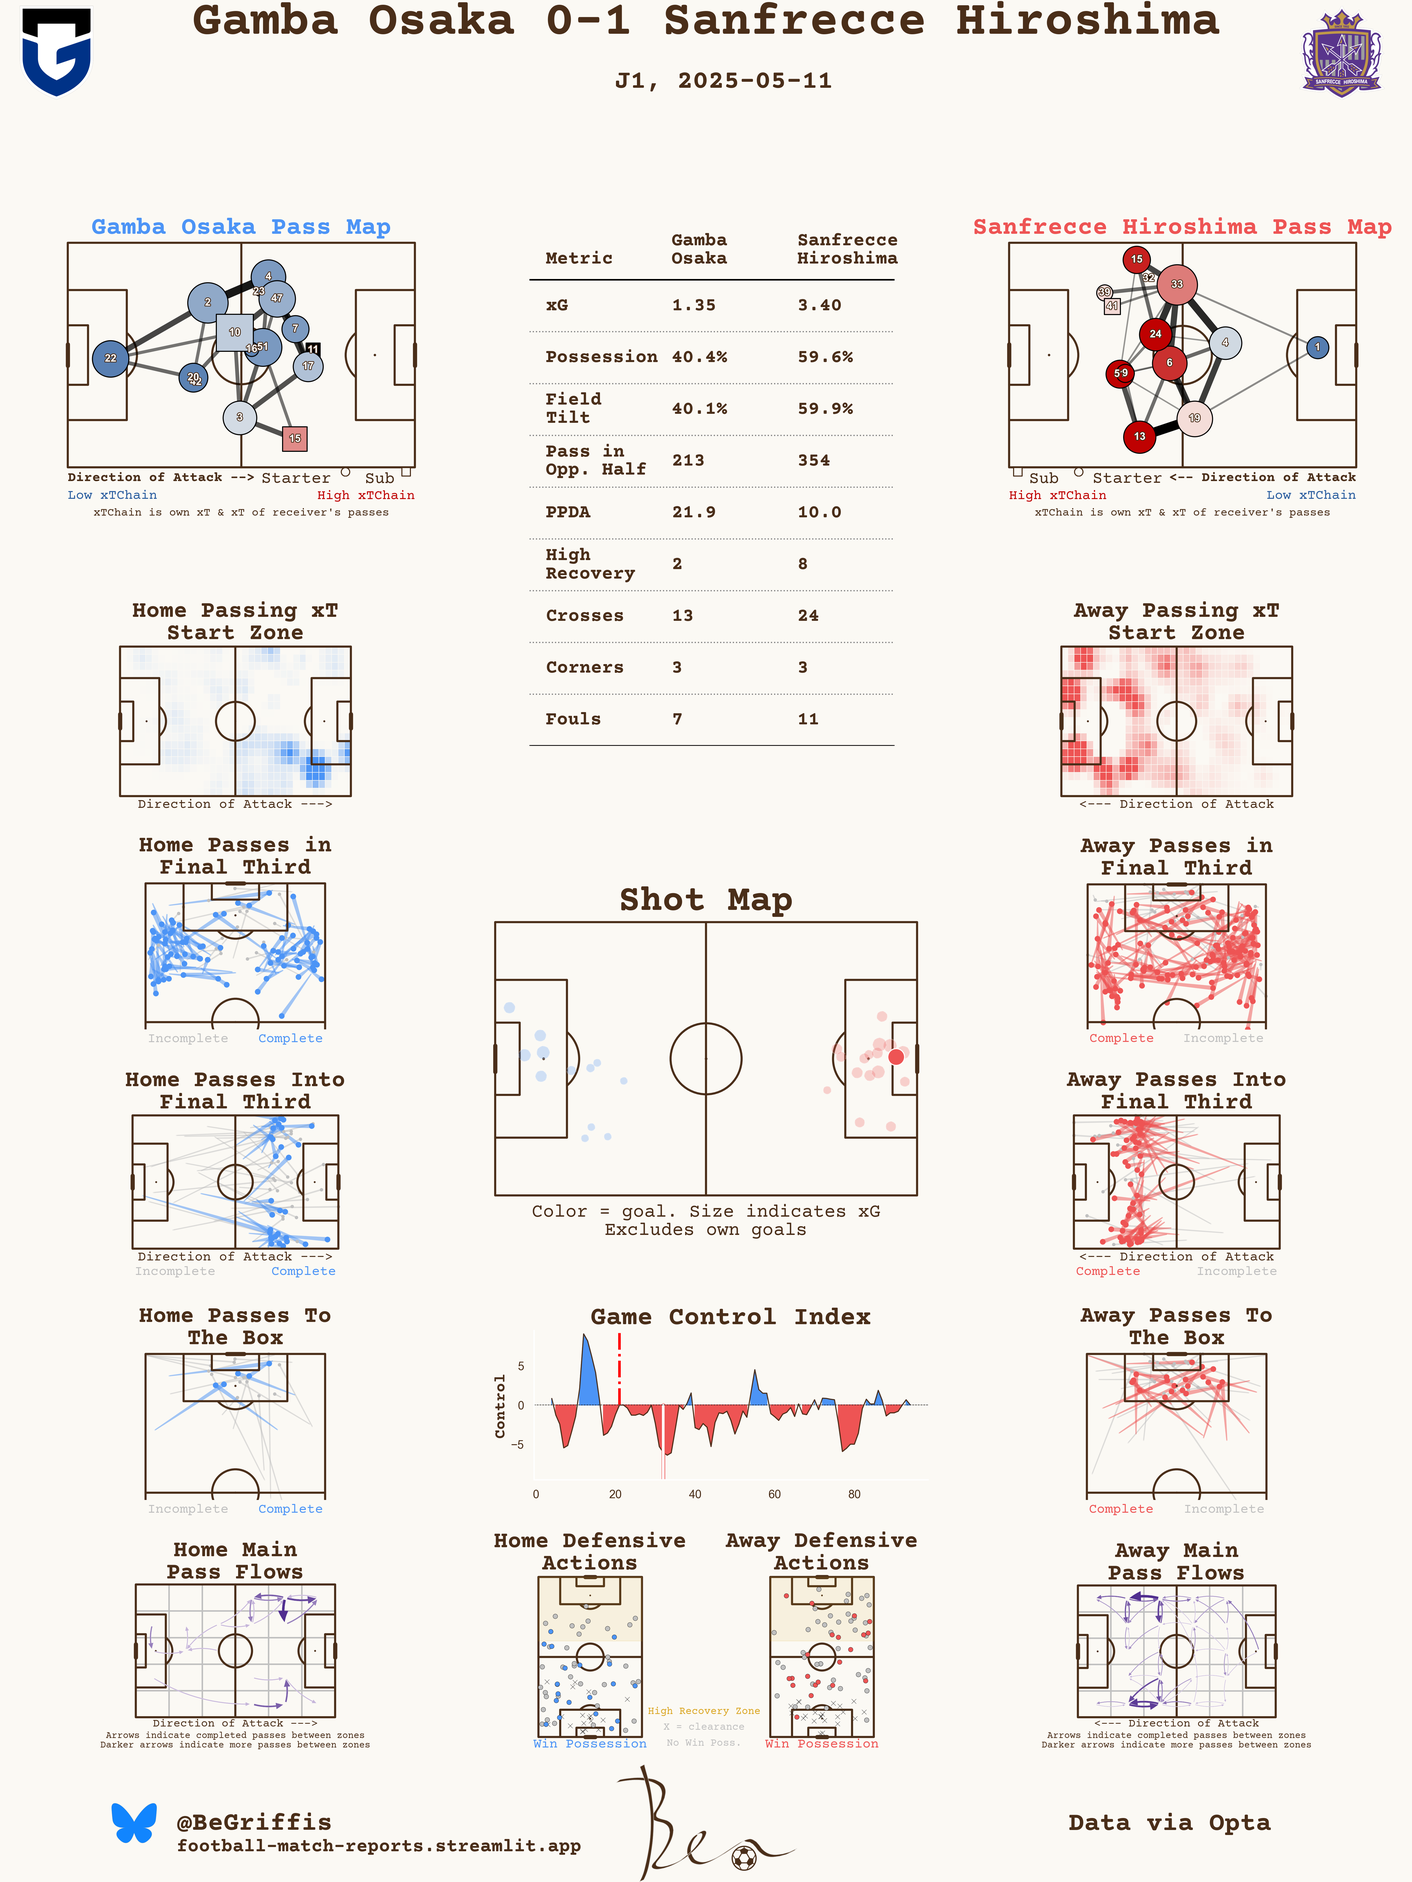 Gamba Osaka 0-1 Sanfrecce Hiroshima
J1, 2025-05-11
SANFRECCE HIROSHIMA
Gamba Osaka Pass Map
4
23
47
2
10
7
16
51
11
22
17
20
42
3
15
Direction of Attack --> Starter Sub
Low xTChain High xTChain
xTChain is own xT & xT of receiver's passes
Metric Gamba Osaka Sanfrecce Hiroshima
xG 1.35 3.40
Possession 40.4% 59.6%
Field Tilt 40.1% 59.9%
Pass in Opp. Half 213 354
PPDA 21.9 10.0
High Recovery 2 8
Crosses 13 24
Corners 3 3
Fouls 7 11
Sanfrecce Hiroshima Pass Map
15
32
33
39
41
24
4
1
6
9
19
13
Sub Starter <-- Direction of Attack
High xTChain Low xTChain
xTChain is own xT & xT of receiver's passes
Home Passing xT
Start Zone
Direction of Attack --->
Away Passing xT
Start Zone
<--- Direction of Attack
Home Passes in
Final Third
Incomplete Complete
Away Passes in
Final Third
Complete Incomplete
Shot Map
Color = goal. Size indicates xG
Excludes own goals
Home Passes Into
Final Third
Direction of Attack --->
Incomplete Complete
Away Passes Into
Final Third
<--- Direction of Attack
Complete Incomplete
Home Passes To
The Box
Incomplete Complete
Game Control Index
Control
5
0
−5
0 20 40 60 80
Away Passes To
The Box
Complete Incomplete
Home Main
Pass Flows
Direction of Attack --->
Arrows indicate completed passes between zones
Darker arrows indicate more passes between zones
Home Defensive
Actions
Win Possession
Away Defensive
Actions
Win Possession
High Recovery Zone
X = clearance
No Win Poss.
Away Main
Pass Flows
<--- Direction of Attack
Arrows indicate completed passes between zones
Darker arrows indicate more passes between zones
@BeGriffis
football-match-reports.streamlit.app
Ben
Data via Opta